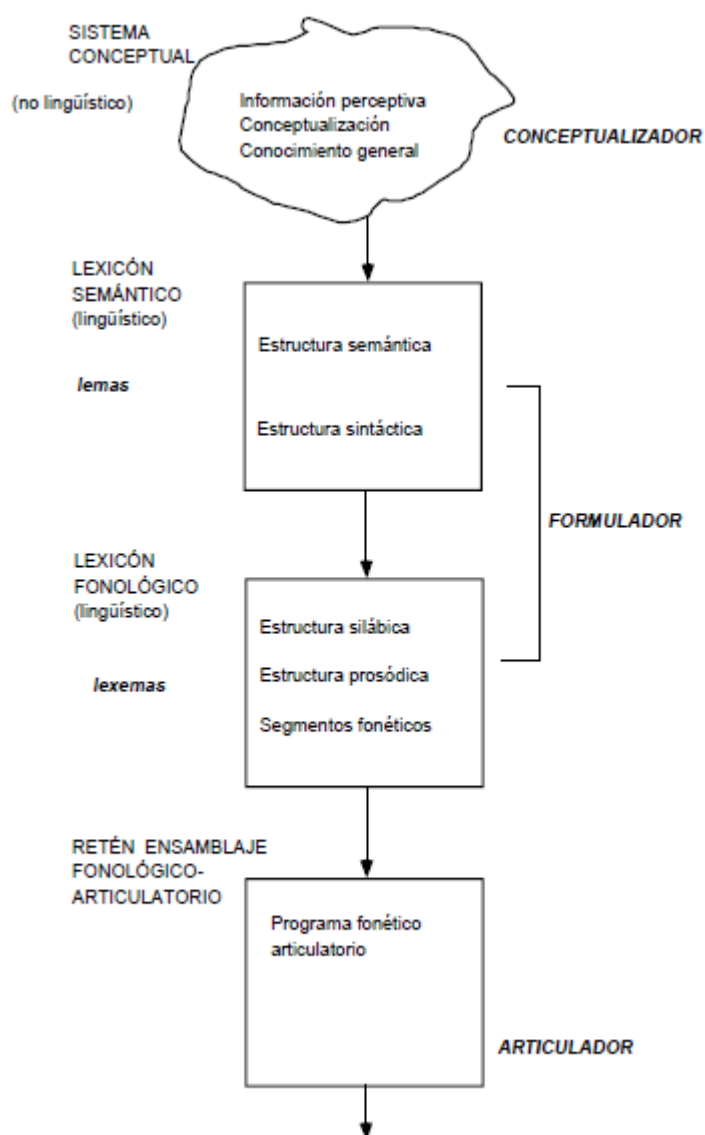 SISTEMA
CONCEPTUAL
(no lingüístico)
Información perceptiva
Conceptualización
Conocimiento general
CONCEPTUALIZADOR
LEXICÓN
SEMÁNTICO
(lingüístico)
lemas
Estructura semántica
Estructura sintáctica
FORMULADOR
LEXICÓN
FONOLÓGICO
(lingüístico)
lexemas
Estructura silábica
Estructura prosódica
Segmentos fonéticos
RETÉN ENSAMBLAJE
FONOLÓGICO-
ARTICULATORIO
Programa fonético
articulatorio
ARTICULADOR